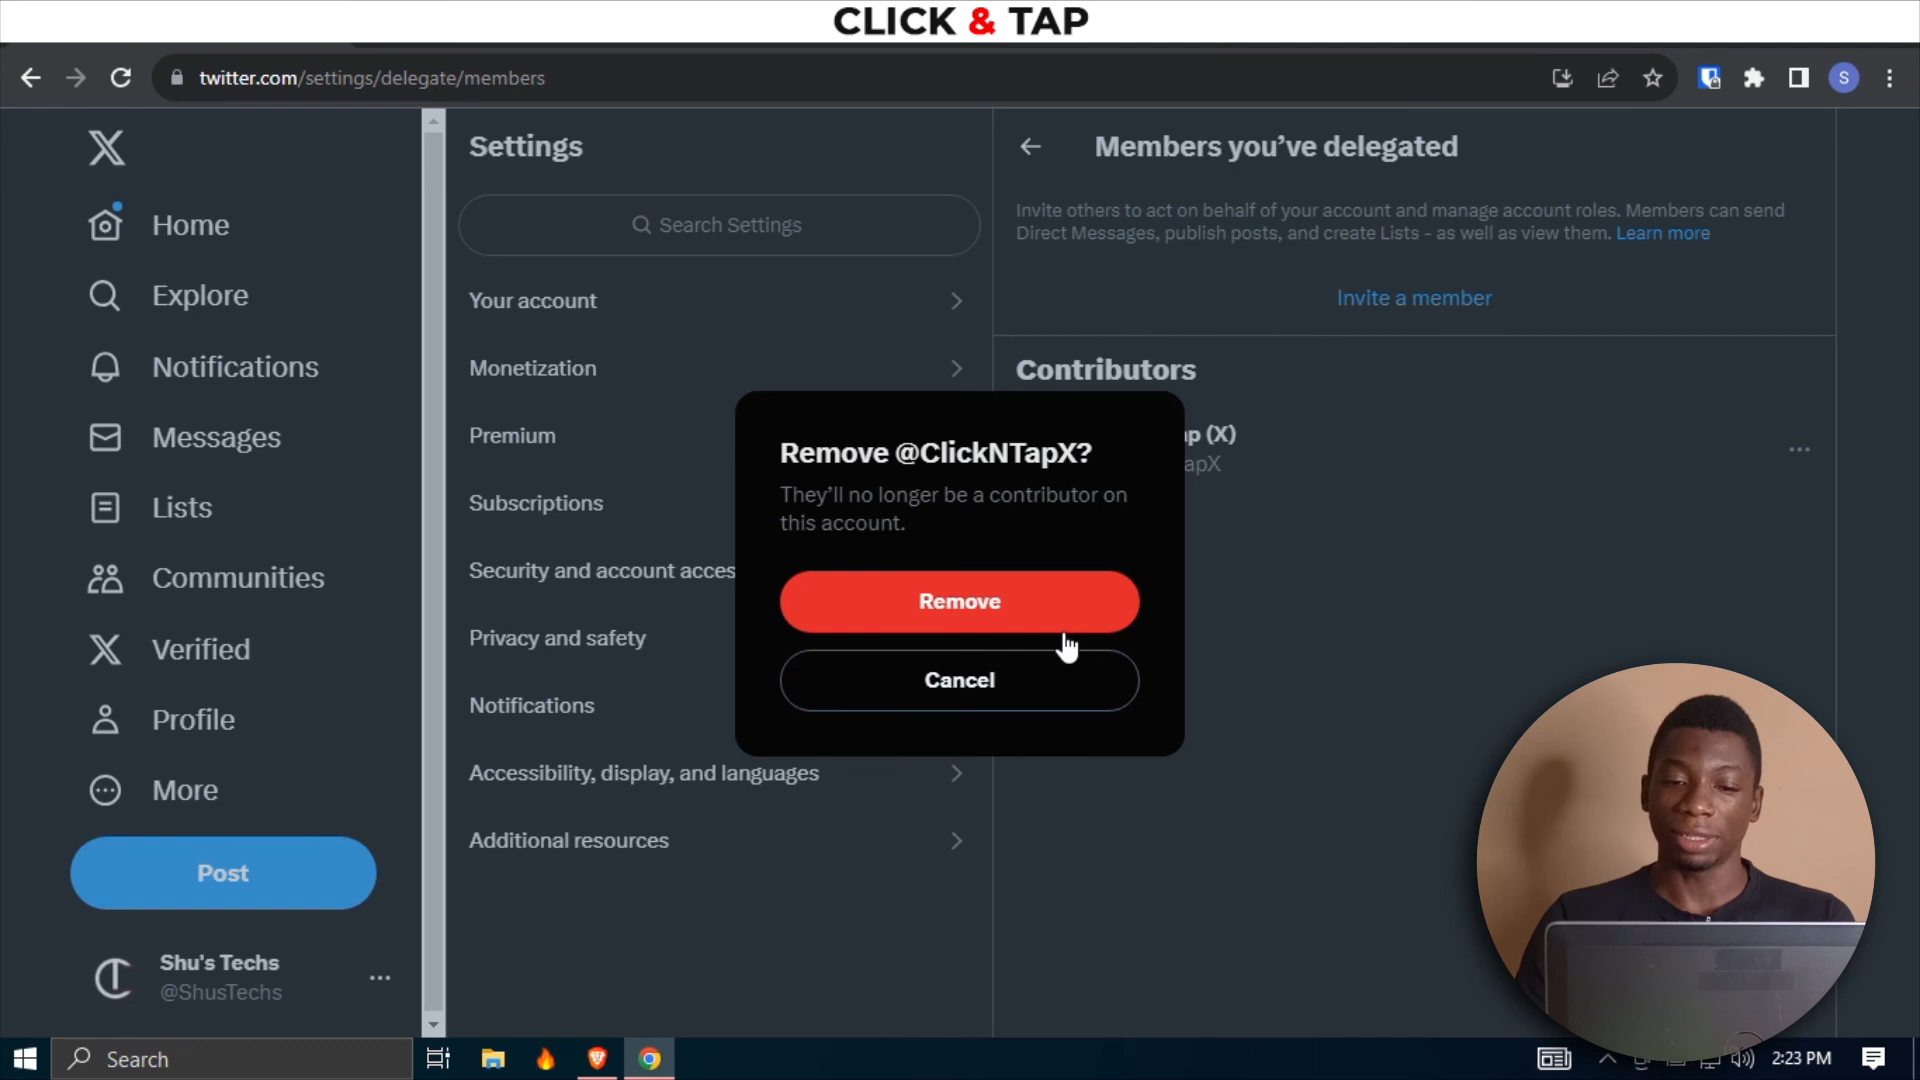 CLICK & TAP
twitter.com/settings/delegate/members
S
Home
Explore
Notifications
Messages
Lists
Communities
Verified
Profile
More
Post
Shu's Techs
@ShusTechs
Settings
Search Settings
Your account
Monetization
Premium
Subscriptions
Security and account acces
Privacy and safety
Notifications
Accessibility, display, and languages
Additional resources
Members you’ve delegated
Invite others to act on behalf of your account and manage account roles. Members can send
Direct Messages, publish posts, and create Lists - as well as view them. Learn more
Invite a member
Contributors
ap (X)
apX
Remove @ClickNTapX?
They’ll no longer be a contributor on
this account.
Remove
Cancel
Search
2:23 PM